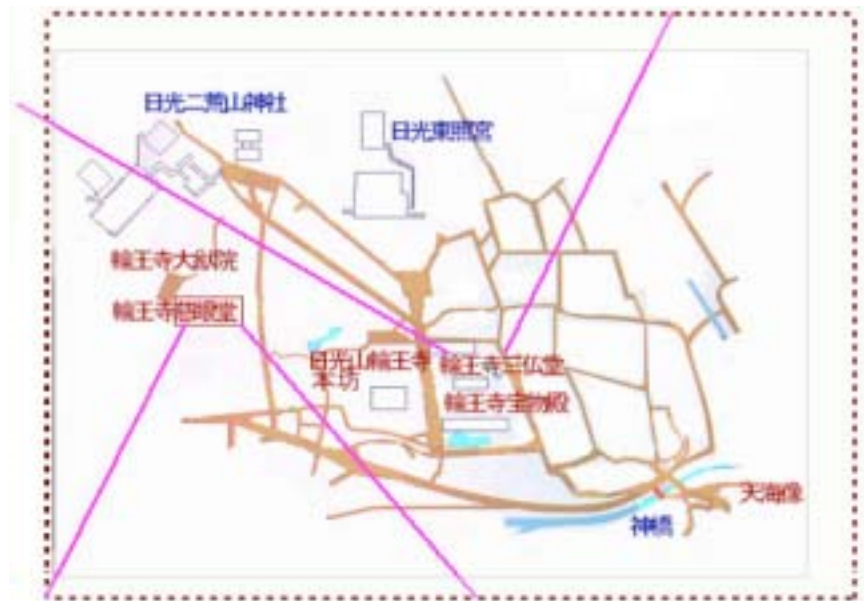 日光二荒山神社
日光東照宮
輪王寺大猷院
輪王寺慈眼堂
日光山輪王寺
本坊
輪王寺三仏堂
輪王寺宝物殿
天海像
神橋